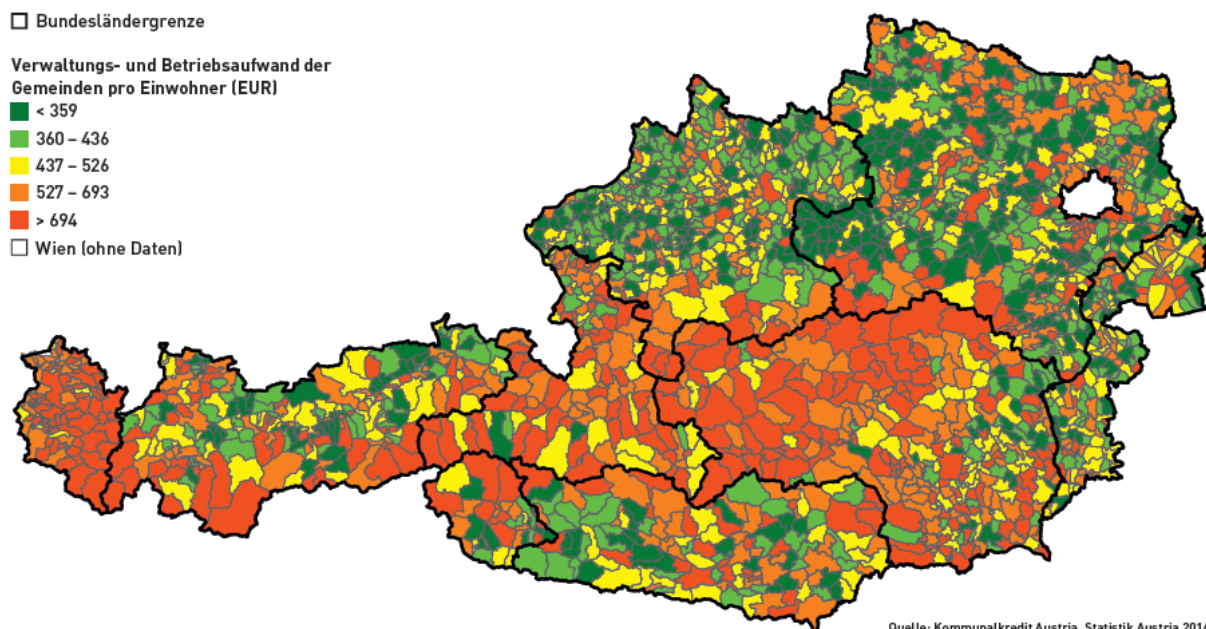 Bundesländergrenze
Verwaltungs- und Betriebsaufwand der
Gemeinden pro Einwohner (EUR)
< 359
360 – 436
437 – 526
527 – 693
> 694
Wien (ohne Daten)
Quelle: Kommunalkredit Austria, Statistik Austria 2014